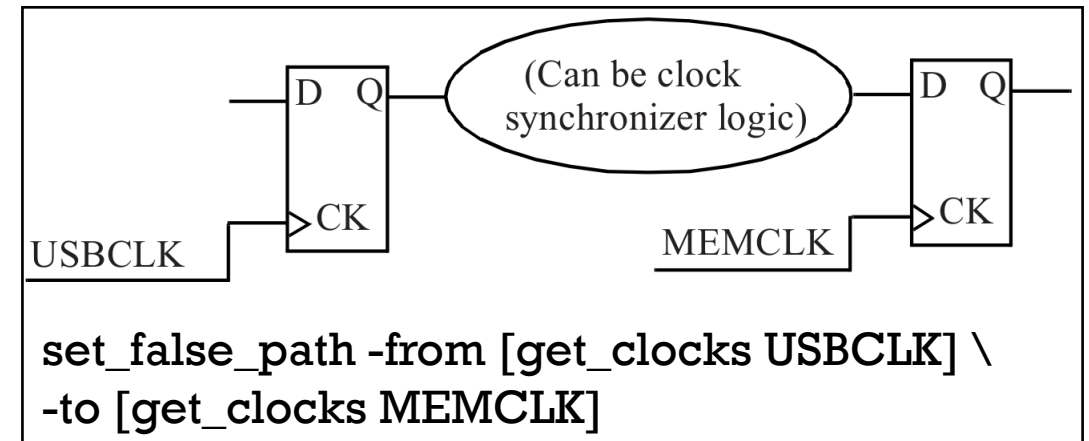 D Q
CK
USBCLK
(Can be clock
synchronizer logic)
D Q
CK
MEMCLK
set_false_path -from [get_clocks USBCLK] \
-to [get_clocks MEMCLK]